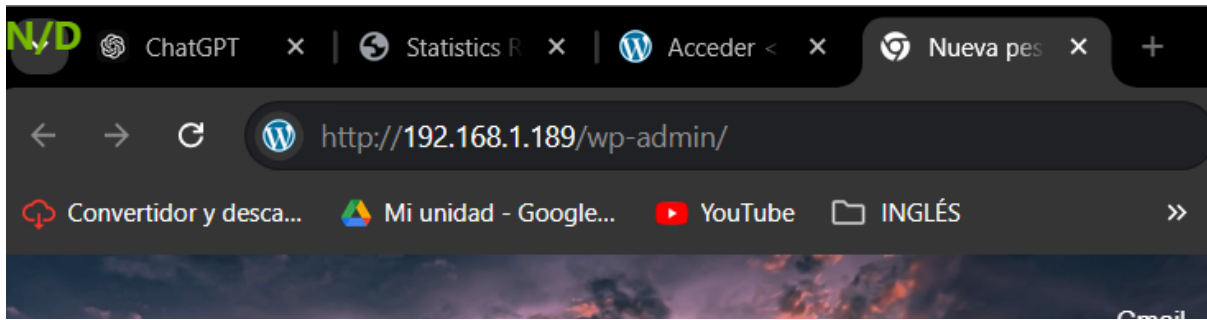 N/D
ChatGPT Statistics R Acceder < Nueva pes
http://192.168.1.189/wp-admin/
Convertidor y desca... Mi unidad - Google... YouTube INGLÉS »
Gmail